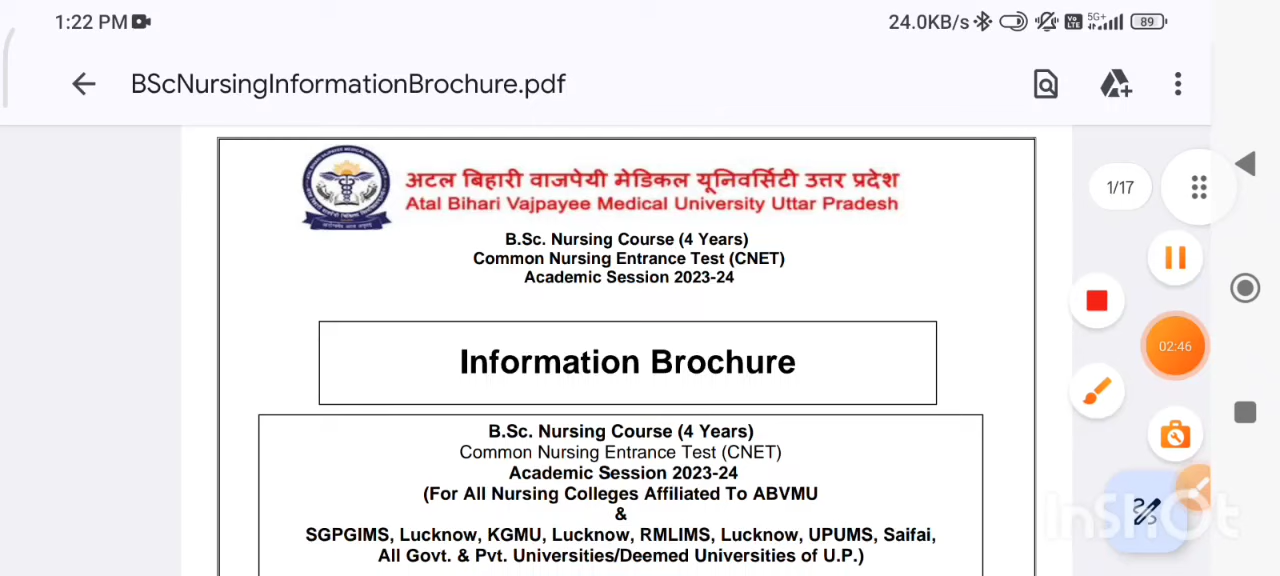 1:22 PM
24.0KB/s 5G+ Vo LTE 89
BScNursingInformationBrochure.pdf
अटल बिहारी वाजपेयी मेडिकल यूनिवर्सिटी उत्तर प्रदेश
Atal Bihari Vajpayee Medical University Uttar Pradesh
1/17
B.Sc. Nursing Course (4 Years)
Common Nursing Entrance Test (CNET)
Academic Session 2023-24
Information Brochure
02:46
B.Sc. Nursing Course (4 Years)
Common Nursing Entrance Test (CNET)
Academic Session 2023-24
(For All Nursing Colleges Affiliated To ABVMU
&
SGPGIMS, Lucknow, KGMU, Lucknow, RMLIMS, Lucknow, UPUMS, Saifai,
All Govt. & Pvt. Universities/Deemed Universities of U.P.)
InShOt